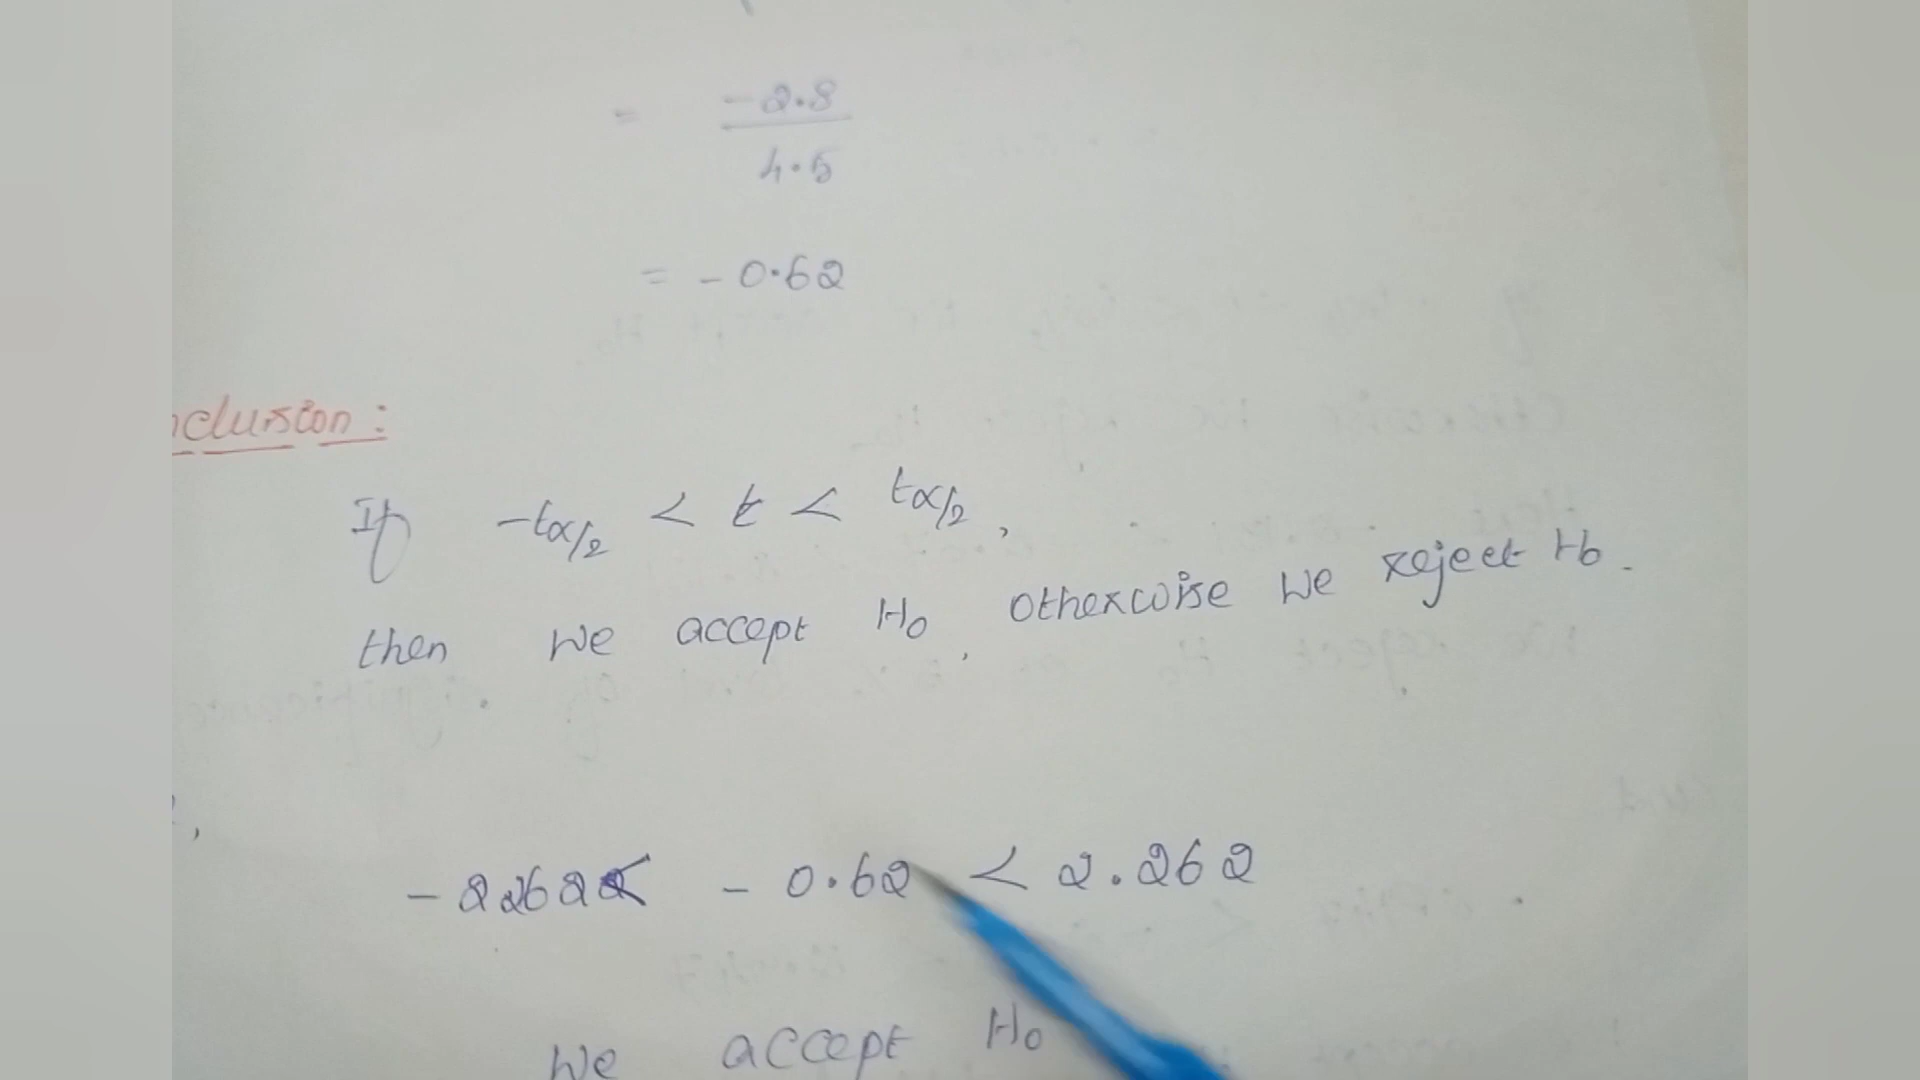 = -2.8
4.5
= -0.62
nclusion:
If -tα/2 < t < tα/2,
then we accept H0, otherwise we reject H0.
,
-2.262< -0.62 < 2.262
We accept H0